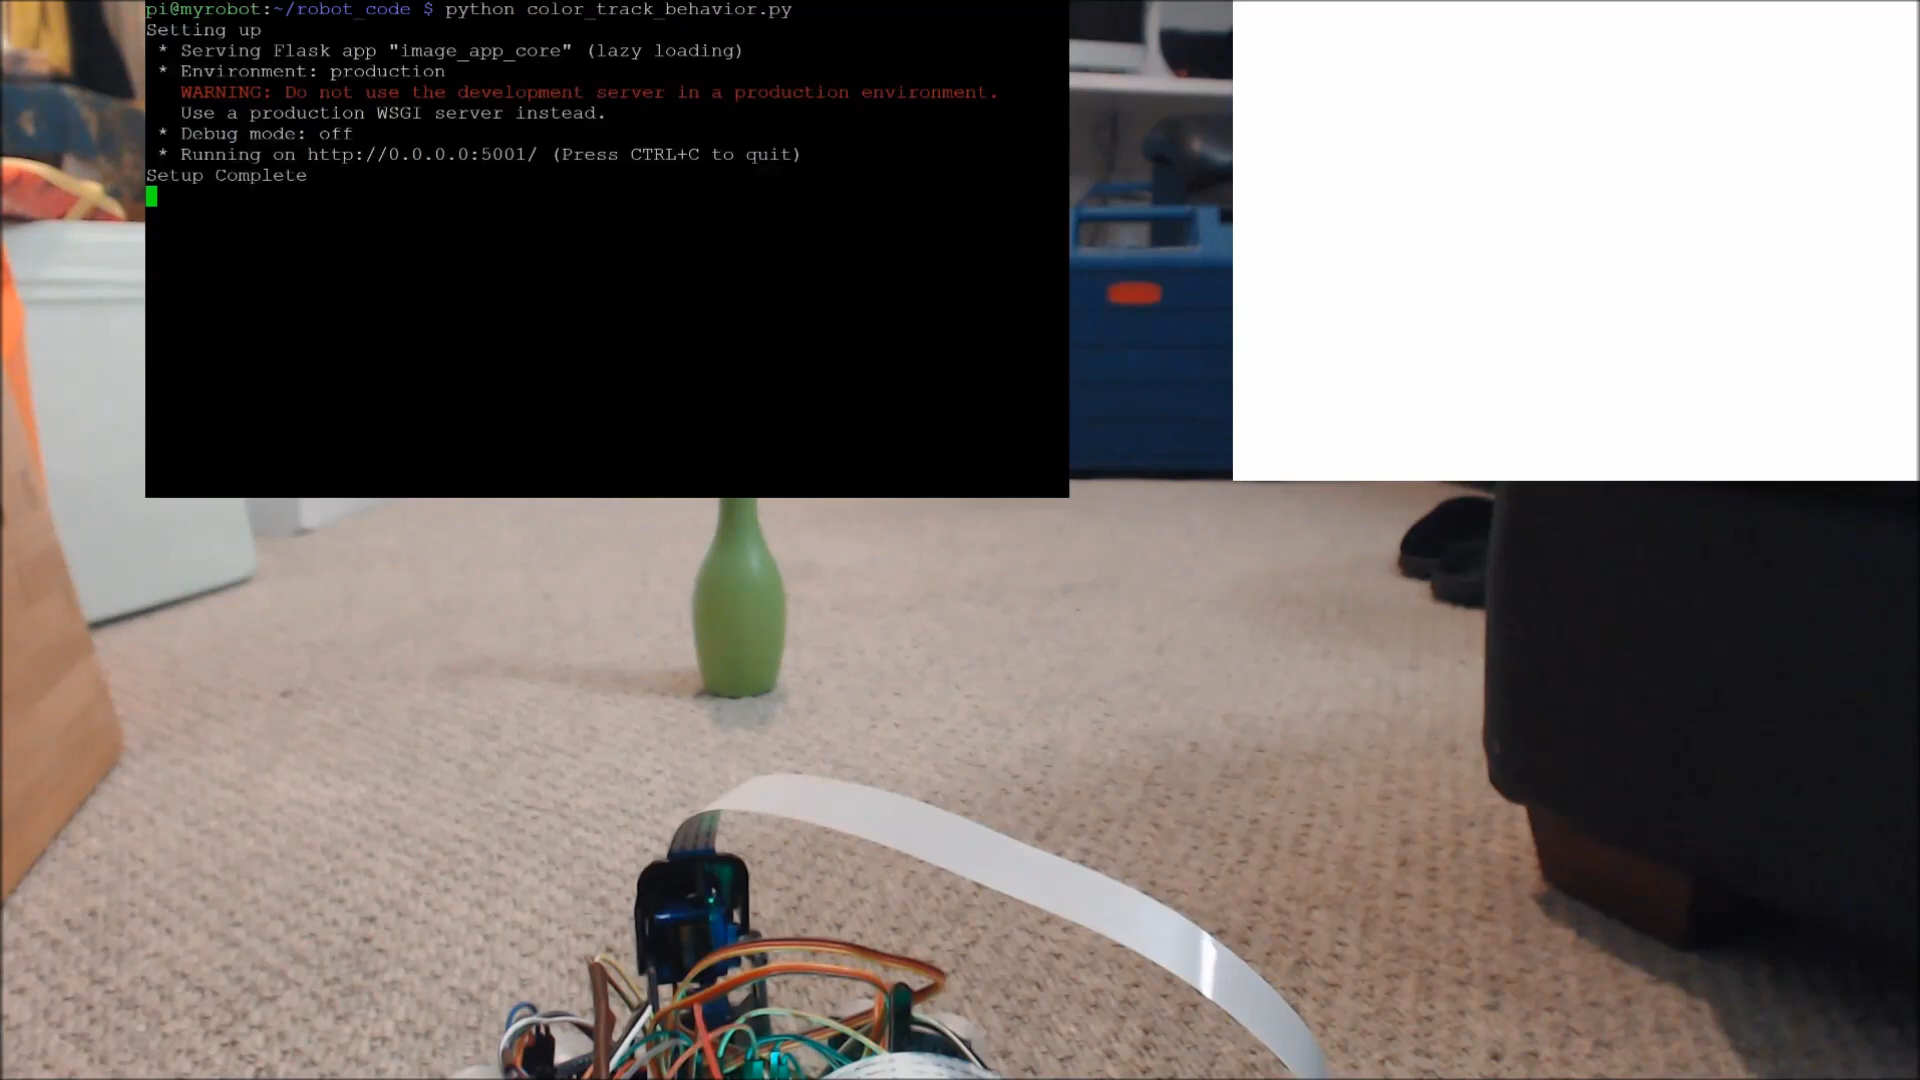 pi@myrobot:~/robot_code $ python color_track_behavior.py
Setting up
 * Serving Flask app "image_app_core" (lazy loading)
 * Environment: production
   WARNING: Do not use the development server in a production environment.
   Use a production WSGI server instead.
 * Debug mode: off
 * Running on http://0.0.0.0:5001/ (Press CTRL+C to quit)
Setup Complete